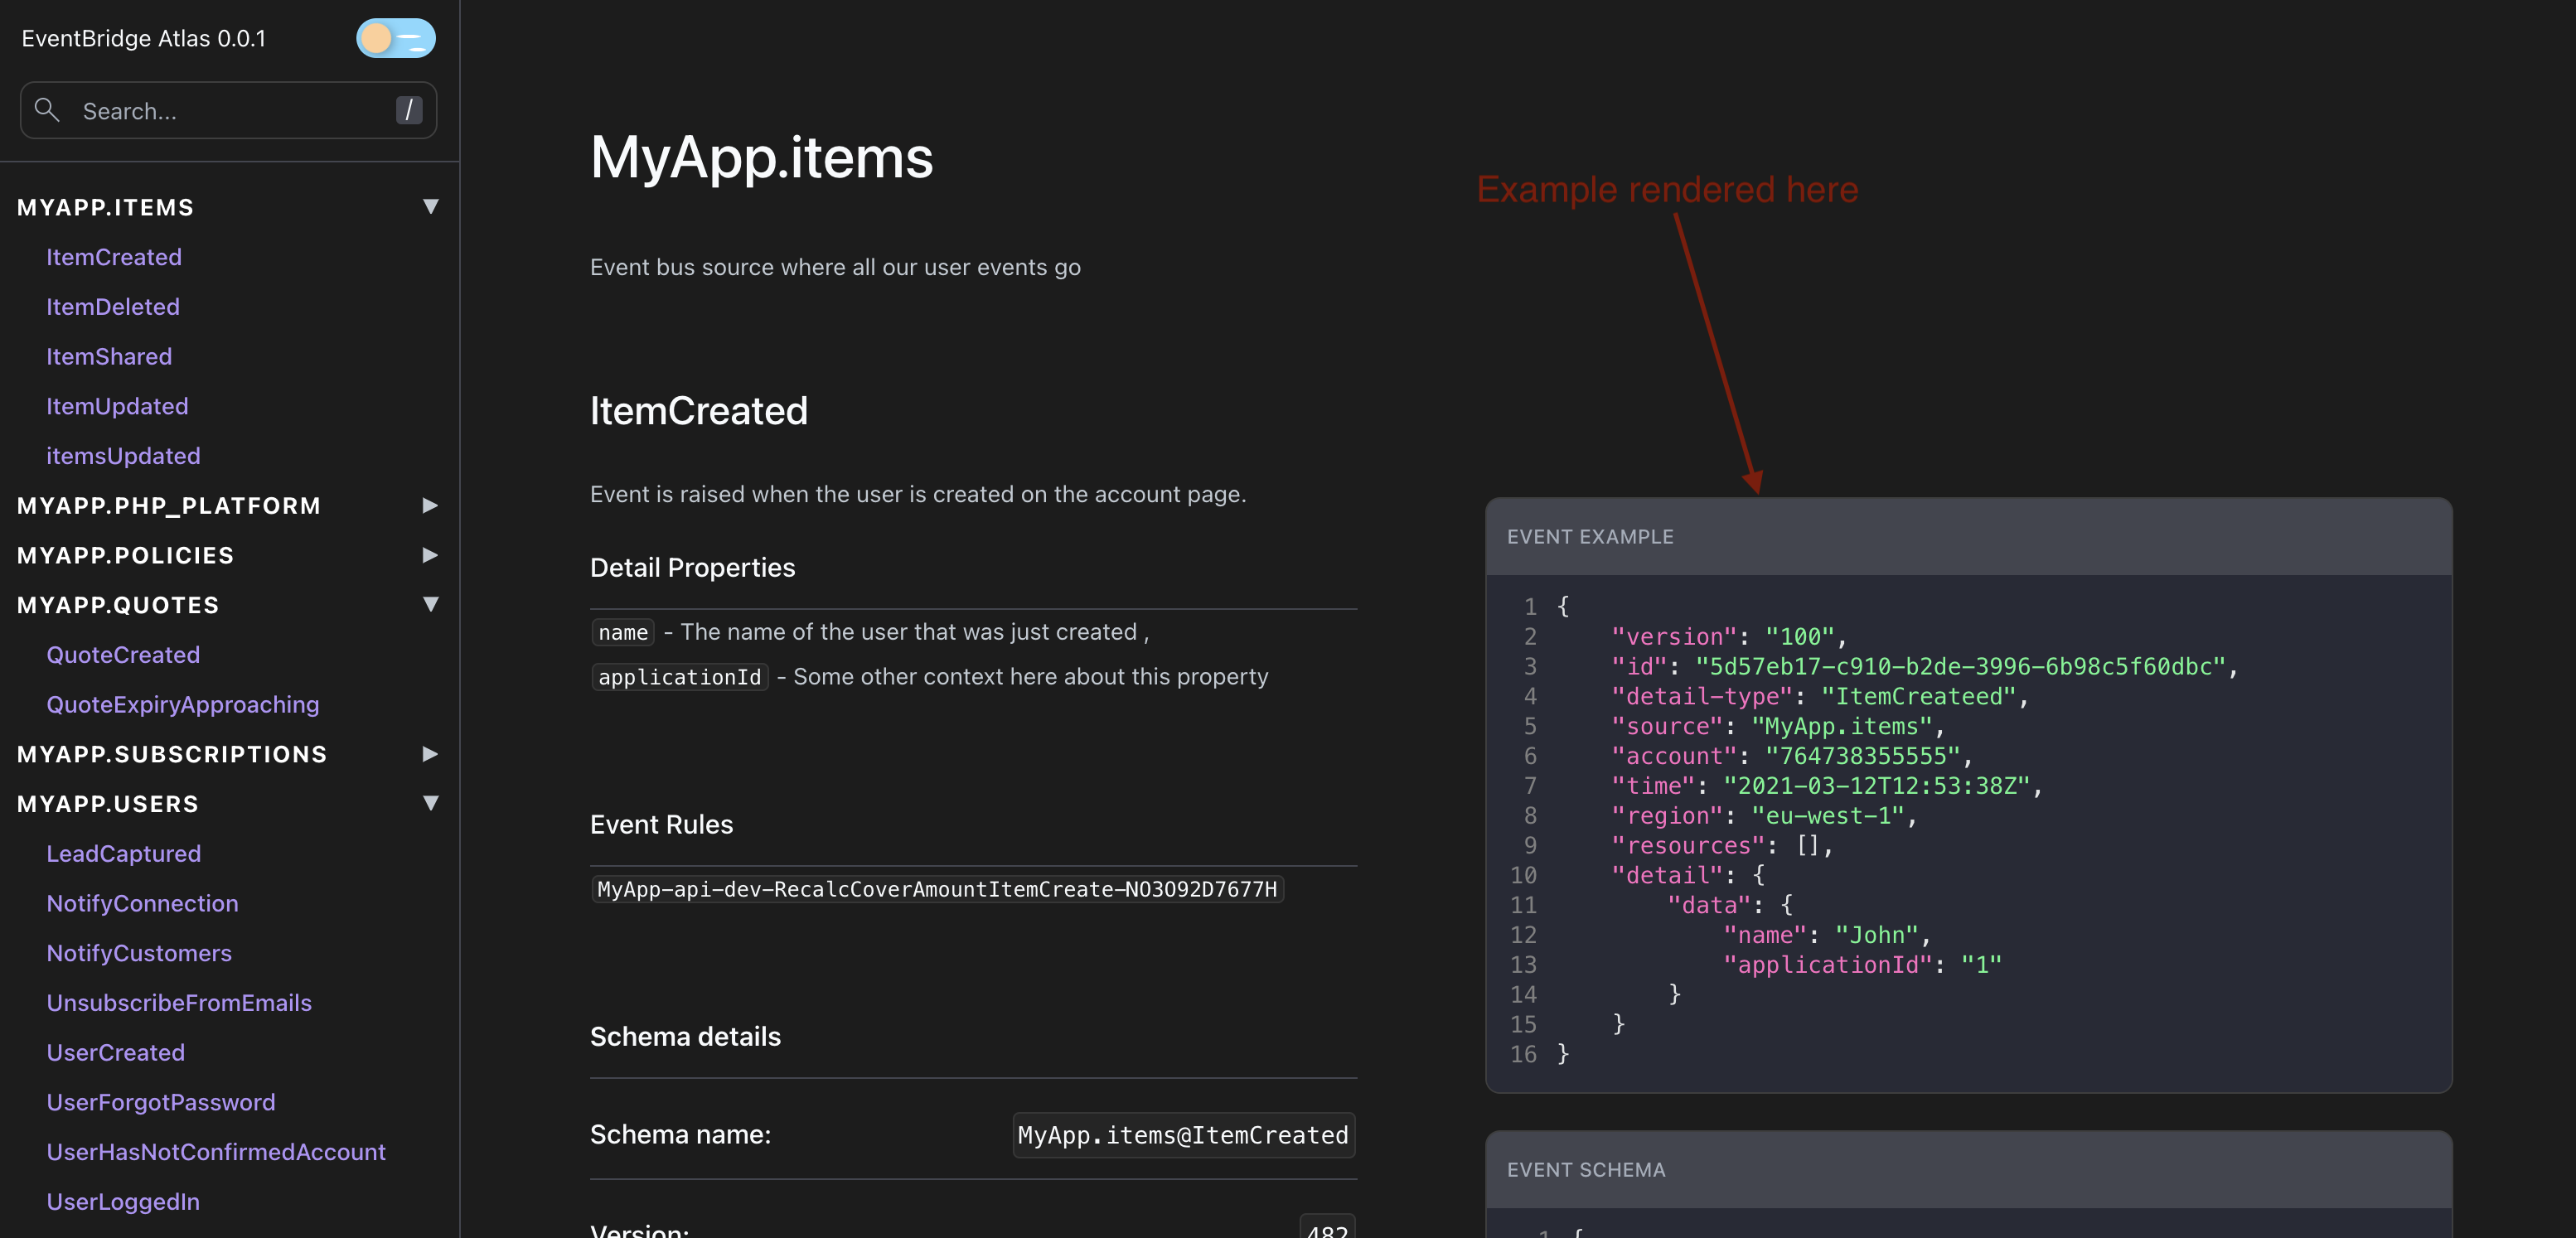 EventBridge Atlas 0.0.1
Search...
/
MYAPP.ITEMS
ItemCreated
ItemDeleted
ItemShared
ItemUpdated
itemsUpdated
MYAPP.PHP_PLATFORM
MYAPP.POLICIES
MYAPP.QUOTES
QuoteCreated
QuoteExpiryApproaching
MYAPP.SUBSCRIPTIONS
MYAPP.USERS
LeadCaptured
NotifyConnection
NotifyCustomers
UnsubscribeFromEmails
UserCreated
UserForgotPassword
UserHasNotConfirmedAccount
UserLoggedIn
MyApp.items
Event bus source where all our user events go
ItemCreated
Event is raised when the user is created on the account page.
Detail Properties
name - The name of the user that was just created ,
applicationId - Some other context here about this property
Event Rules
MyApp-api-dev-RecalcCoverAmountItemCreate-NO3O92D7677H
Schema details
Schema name: MyApp.items@ItemCreated
Version: 482
Example rendered here
EVENT EXAMPLE
1 {
2     "version": "100",
3     "id": "5d57eb17-c910-b2de-3996-6b98c5f60dbc",
4     "detail-type": "ItemCreateed",
5     "source": "MyApp.items",
6     "account": "764738355555",
7     "time": "2021-03-12T12:53:38Z",
8     "region": "eu-west-1",
9     "resources": [],
10     "detail": {
11         "data": {
12             "name": "John",
13             "applicationId": "1"
14         }
15     }
16 }
EVENT SCHEMA
1 {